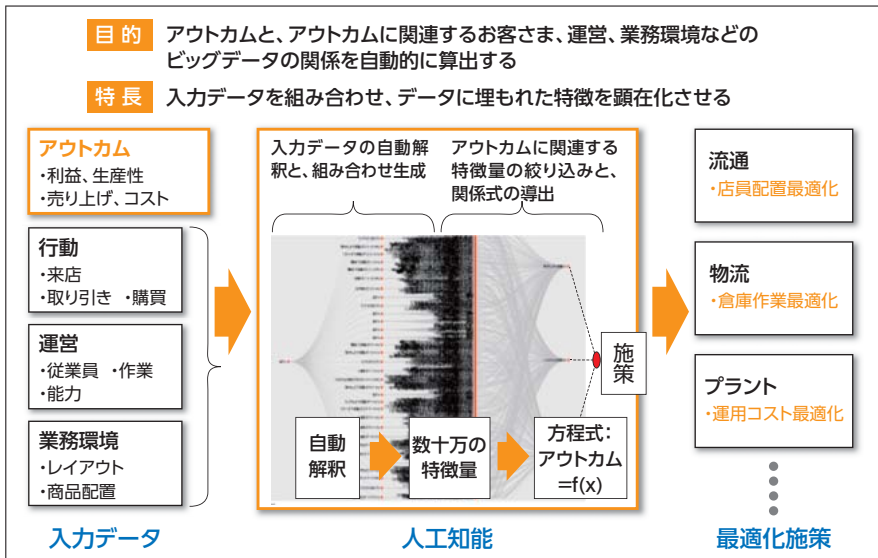 目的
アウトカムと、アウトカムに関連するお客さま、運営、業務環境などの
ビッグデータの関係を自動的に算出する
特長
入力データを組み合わせ、データに埋もれた特徴を顕在化させる
アウトカム
・利益、生産性
・売り上げ、コスト
行動
・来店
・取り引き ・購買
運営
・従業員 ・作業
・能力
業務環境
・レイアウト
・商品配置
入力データ
入力データの自動解
釈と、組み合わせ生成
アウトカムに関連する
特徴量の絞り込みと、
関係式の導出
自動
解釈
数十万の
特徴量
方程式：
アウトカム
=f(x)
施策
人工知能
流通
・店員配置最適化
物流
・倉庫作業最適化
プラント
・運用コスト最適化
最適化施策